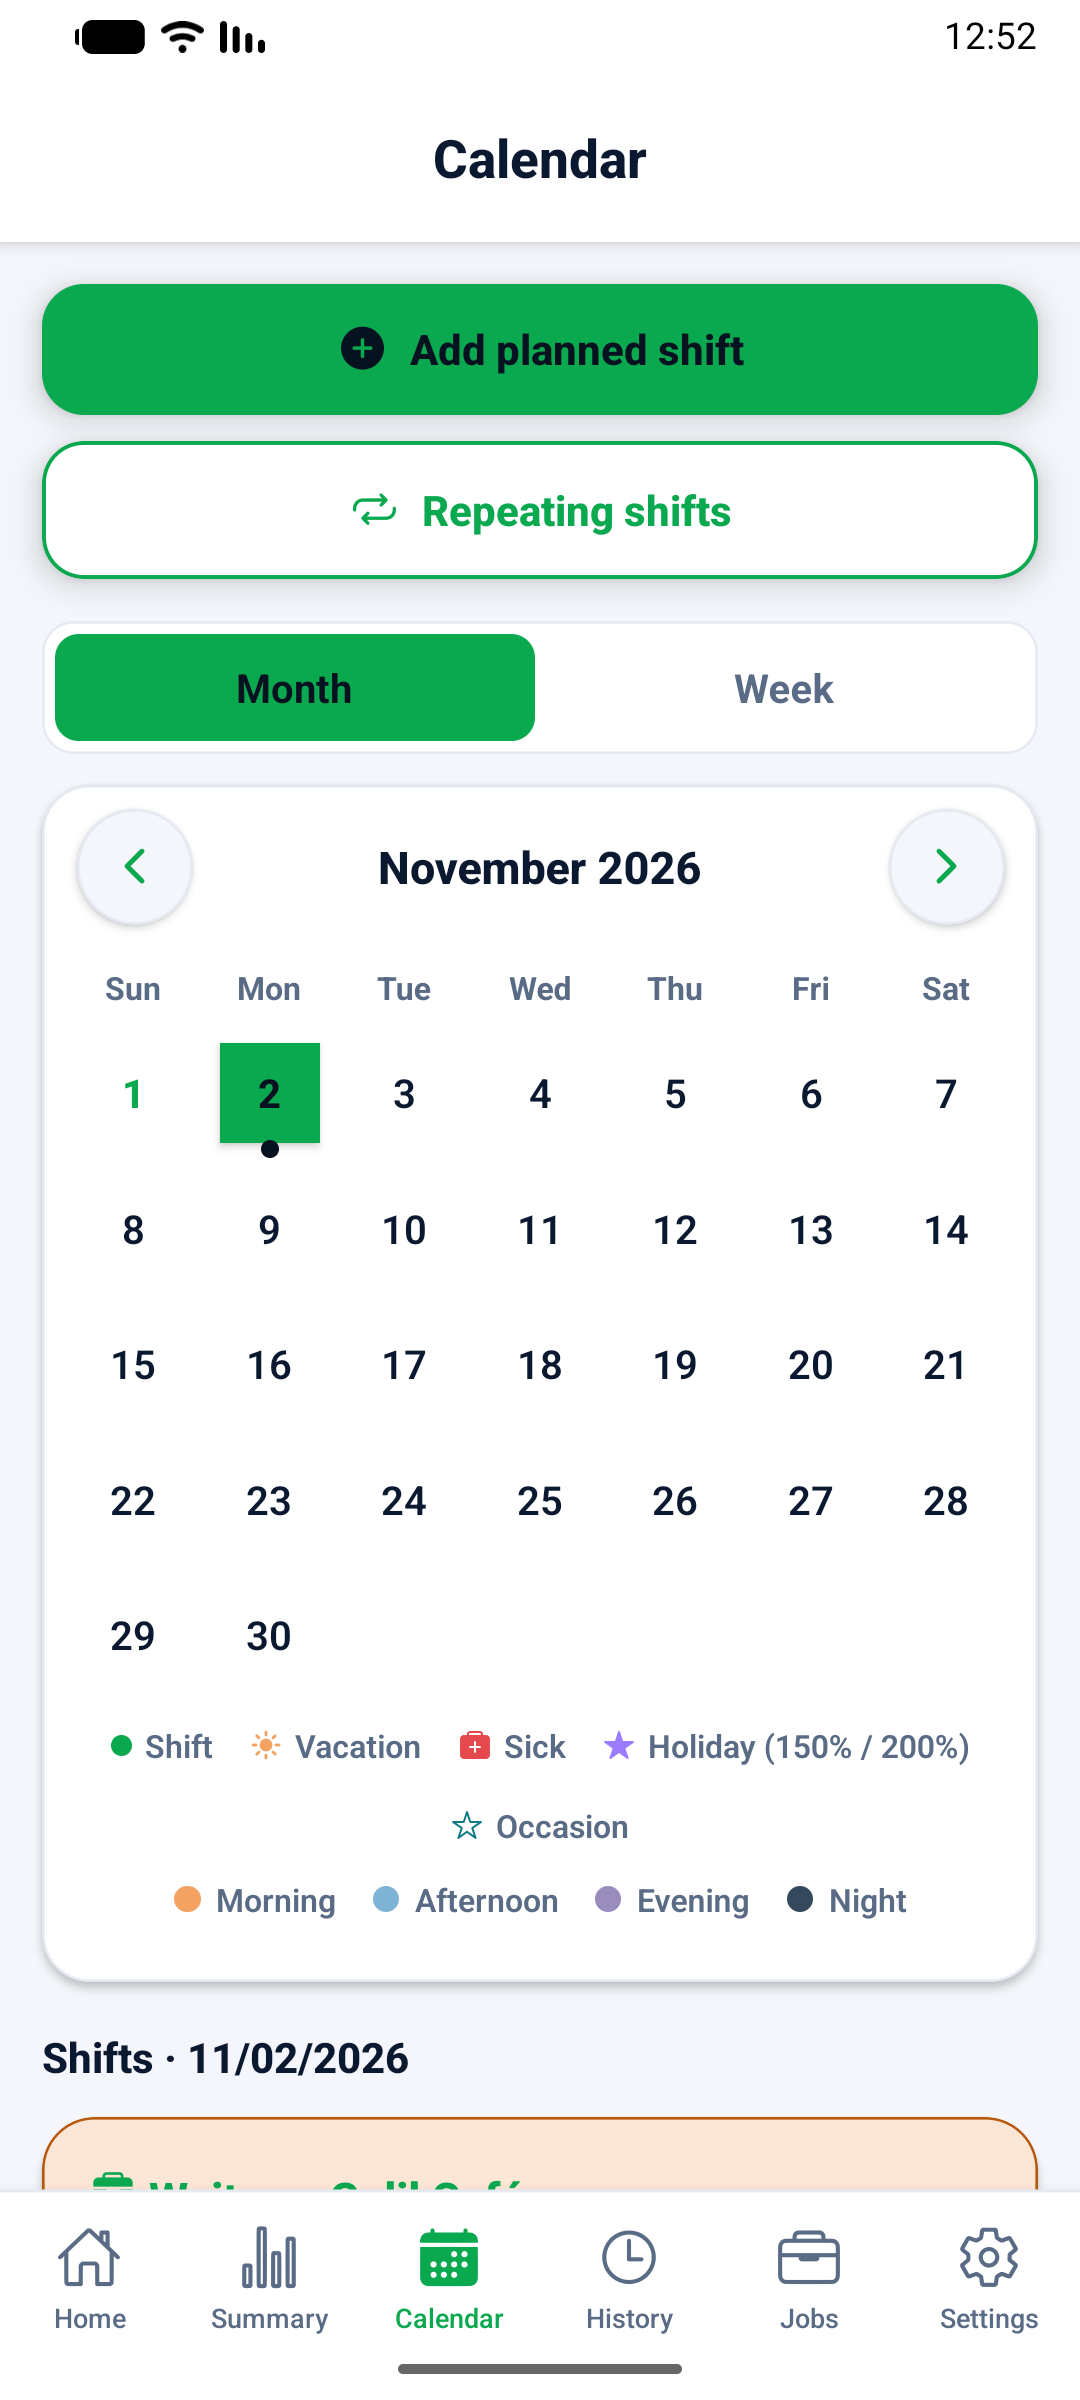 12:52
Calendar
Add planned shift
Repeating shifts
Month Week
November 2026
Sun Mon Tue Wed Thu Fri Sat
1 2 3 4 5 6 7
8 9 10 11 12 13 14
15 16 17 18 19 20 21
22 23 24 25 26 27 28
29 30
Shift Vacation Sick Holiday (150% / 200%)
Occasion
Morning Afternoon Evening Night
Shifts · 11/02/2026
Home Summary Calendar History Jobs Settings